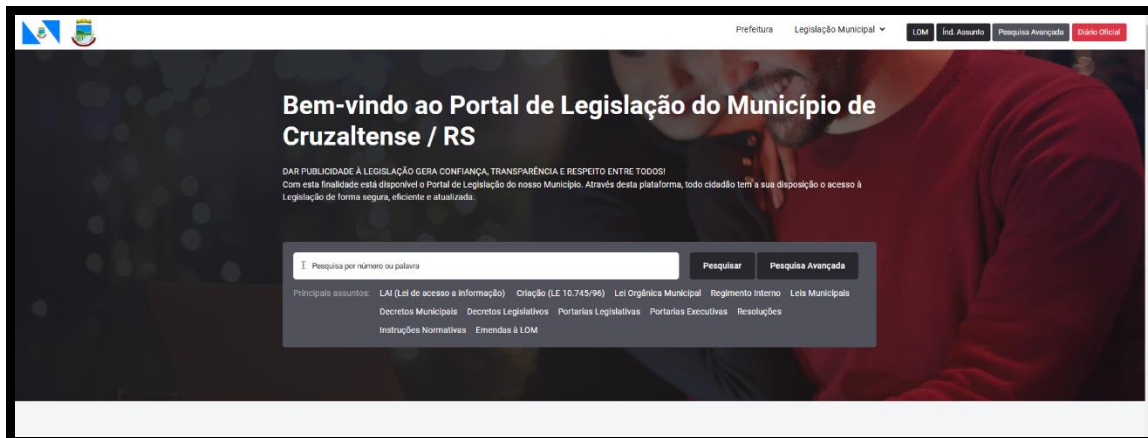 Prefeitura Legislação Municipal LOM Índ. Assunto Pesquisa Avançada Diário Oficial
Bem-vindo ao Portal de Legislação do Município de
Cruzaltense / RS
DAR PUBLICIDADE À LEGISLAÇÃO GERA CONFIANÇA, TRANSPARÊNCIA E RESPEITO ENTRE TODOS!
Com esta finalidade está disponível o Portal de Legislação do nosso Município. Através desta plataforma, todo cidadão tem a sua disposição o acesso à
Legislação de forma segura, eficiente e atualizada.
Pesquisa por número ou palavra Pesquisar Pesquisa Avançada
Principais assuntos: LAI (Lei de acesso a informação) Criação (LE 10.745/96) Lei Orgânica Municipal Regimento Interno Leis Municipais
Decretos Municipais Decretos Legislativos Portarias Legislativas Portarias Executivas Resoluções
Instruções Normativas Emendas à LOM